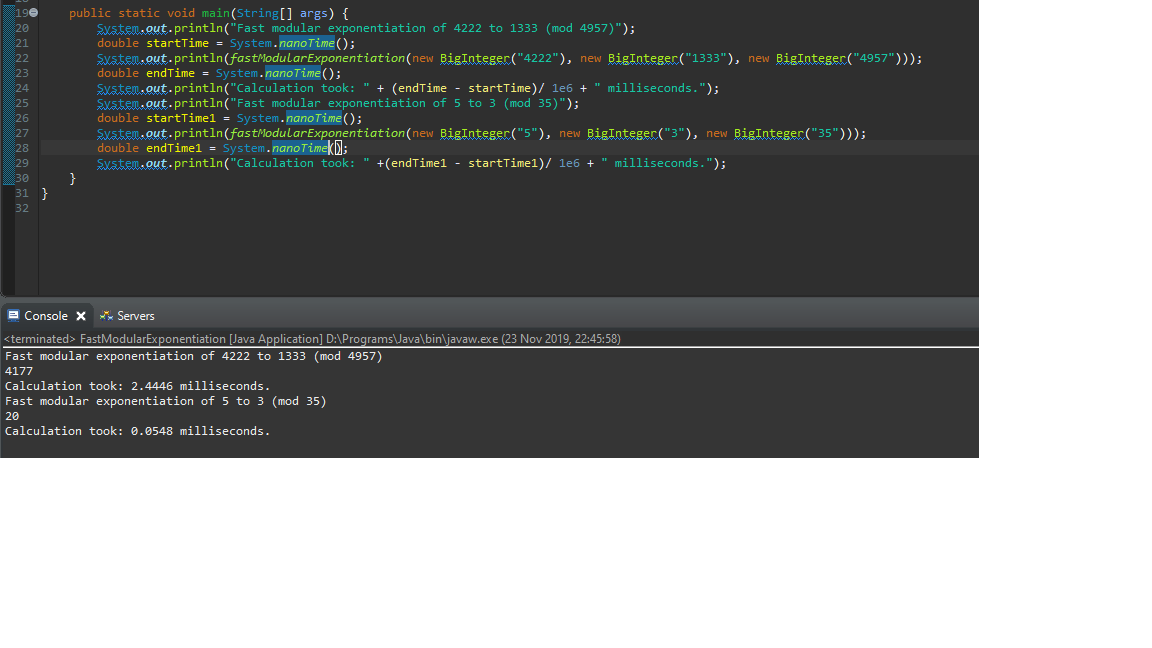 19 public static void main(String[] args) {
20 System.out.println("Fast modular exponentiation of 4222 to 1333 (mod 4957)");
21 double startTime = System.nanoTime();
22 System.out.println(fastModularExponentiation(new BigInteger("4222"), new BigInteger("1333"), new BigInteger("4957")));
23 double endTime = System.nanoTime();
24 System.out.println("Calculation took: " + (endTime - startTime)/ 1e6 + " milliseconds.");
25 System.out.println("Fast modular exponentiation of 5 to 3 (mod 35)");
26 double startTime1 = System.nanoTime();
27 System.out.println(fastModularExponentiation(new BigInteger("5"), new BigInteger("3"), new BigInteger("35")));
28 double endTime1 = System.nanoTime();
29 System.out.println("Calculation took: " +(endTime1 - startTime1)/ 1e6 + " milliseconds.");
30 }
31 }
32
Console Servers
<terminated> FastModularExponentiation [Java Application] D:\Programs\Java\bin\javaw.exe (23 Nov 2019, 22:45:58)
Fast modular exponentiation of 4222 to 1333 (mod 4957)
4177
Calculation took: 2.4446 milliseconds.
Fast modular exponentiation of 5 to 3 (mod 35)
20
Calculation took: 0.0548 milliseconds.